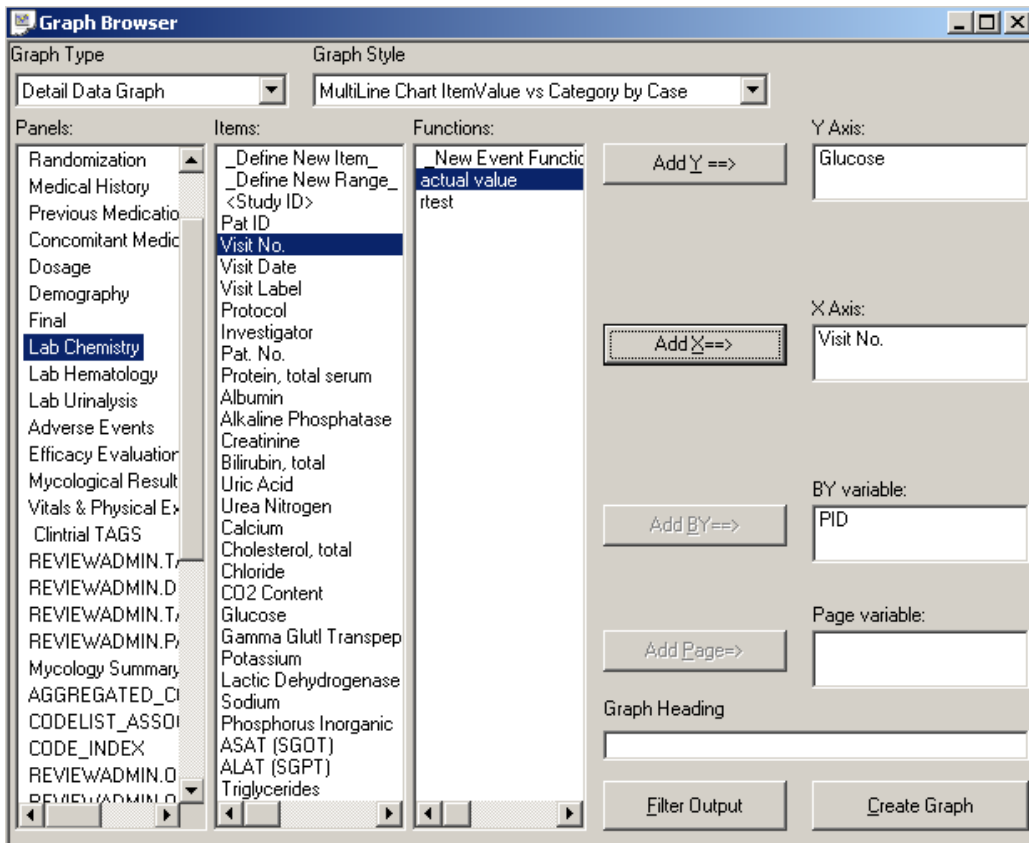 Graph Browser
Graph Type
Graph Style
Detail Data Graph
MultiLine Chart ItemValue vs Category by Case
Panels:
Randomization
Medical History
Previous Medicatio
Concomitant Medic
Dosage
Demography
Final
Lab Chemistry
Lab Hematology
Lab Urinalysis
Adverse Events
Efficacy Evaluation
Mycological Result
Vitals & Physical Ex
Clintrial TAGS
REVIEWADMIN.TA
REVIEWADMIN.D
REVIEWADMIN.TA
REVIEWADMIN.PA
Mycology Summary
AGGREGATED_CO
CODELIST_ASSO
CODE_INDEX
REVIEWADMIN.O
REVIEWADMIN.O
Items:
_Define New Item_
_Define New Range_
<Study ID>
Pat ID
Visit No.
Visit Date
Visit Label
Protocol
Investigator
Pat. No.
Protein, total serum
Albumin
Alkaline Phosphatase
Creatinine
Bilirubin, total
Uric Acid
Urea Nitrogen
Calcium
Cholesterol, total
Chloride
CO2 Content
Glucose
Gamma Glutl Transpep
Potassium
Lactic Dehydrogenase
Sodium
Phosphorus Inorganic
ASAT (SGOT)
ALAT (SGPT)
Triglycerides
Functions:
_New Event Functio
actual value
rtest
Add Y ==>
Add X==>
Add BY==>
Add Page=>
Y Axis:
Glucose
X Axis:
Visit No.
BY variable:
PID
Page variable:
Graph Heading
Filter Output
Create Graph